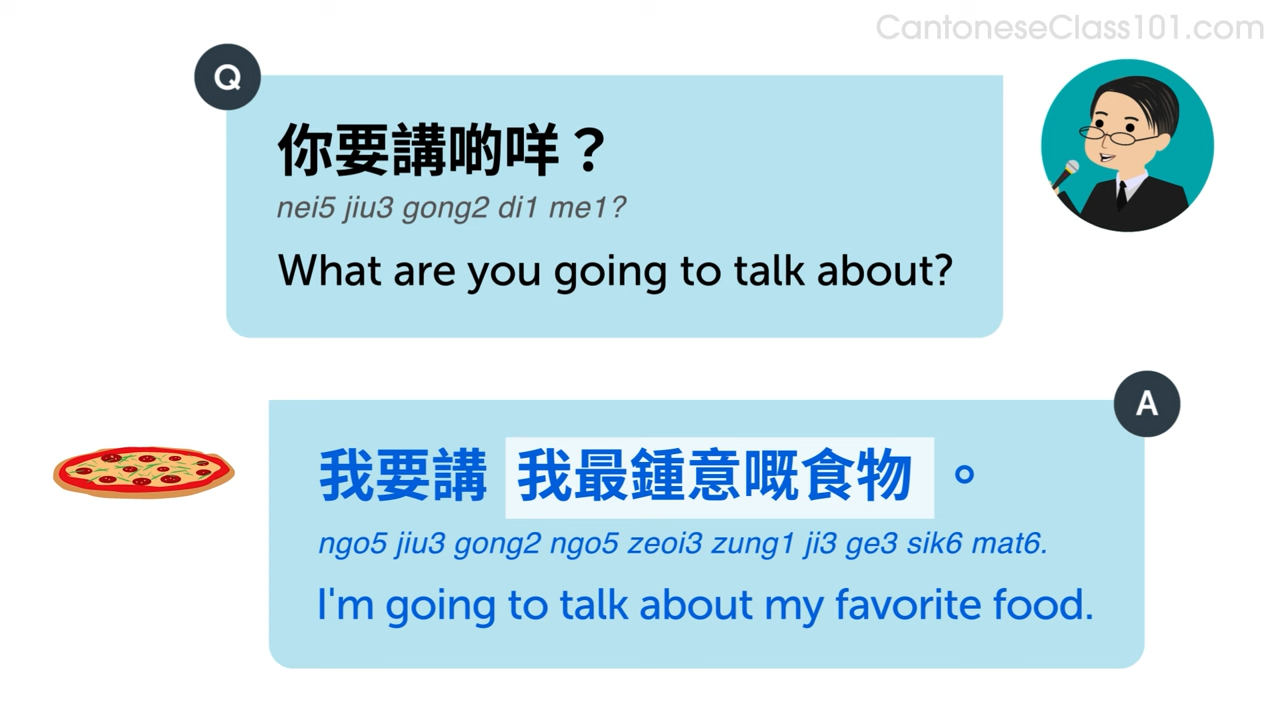 CantoneseClass101.com
Q
你要講啲咩？
nei5 jiu3 gong2 di1 me1?
What are you going to talk about?
A
我要講 我最鍾意嘅食物 。
ngo5 jiu3 gong2 ngo5 zeoi3 zung1 ji3 ge3 sik6 mat6.
I'm going to talk about my favorite food.